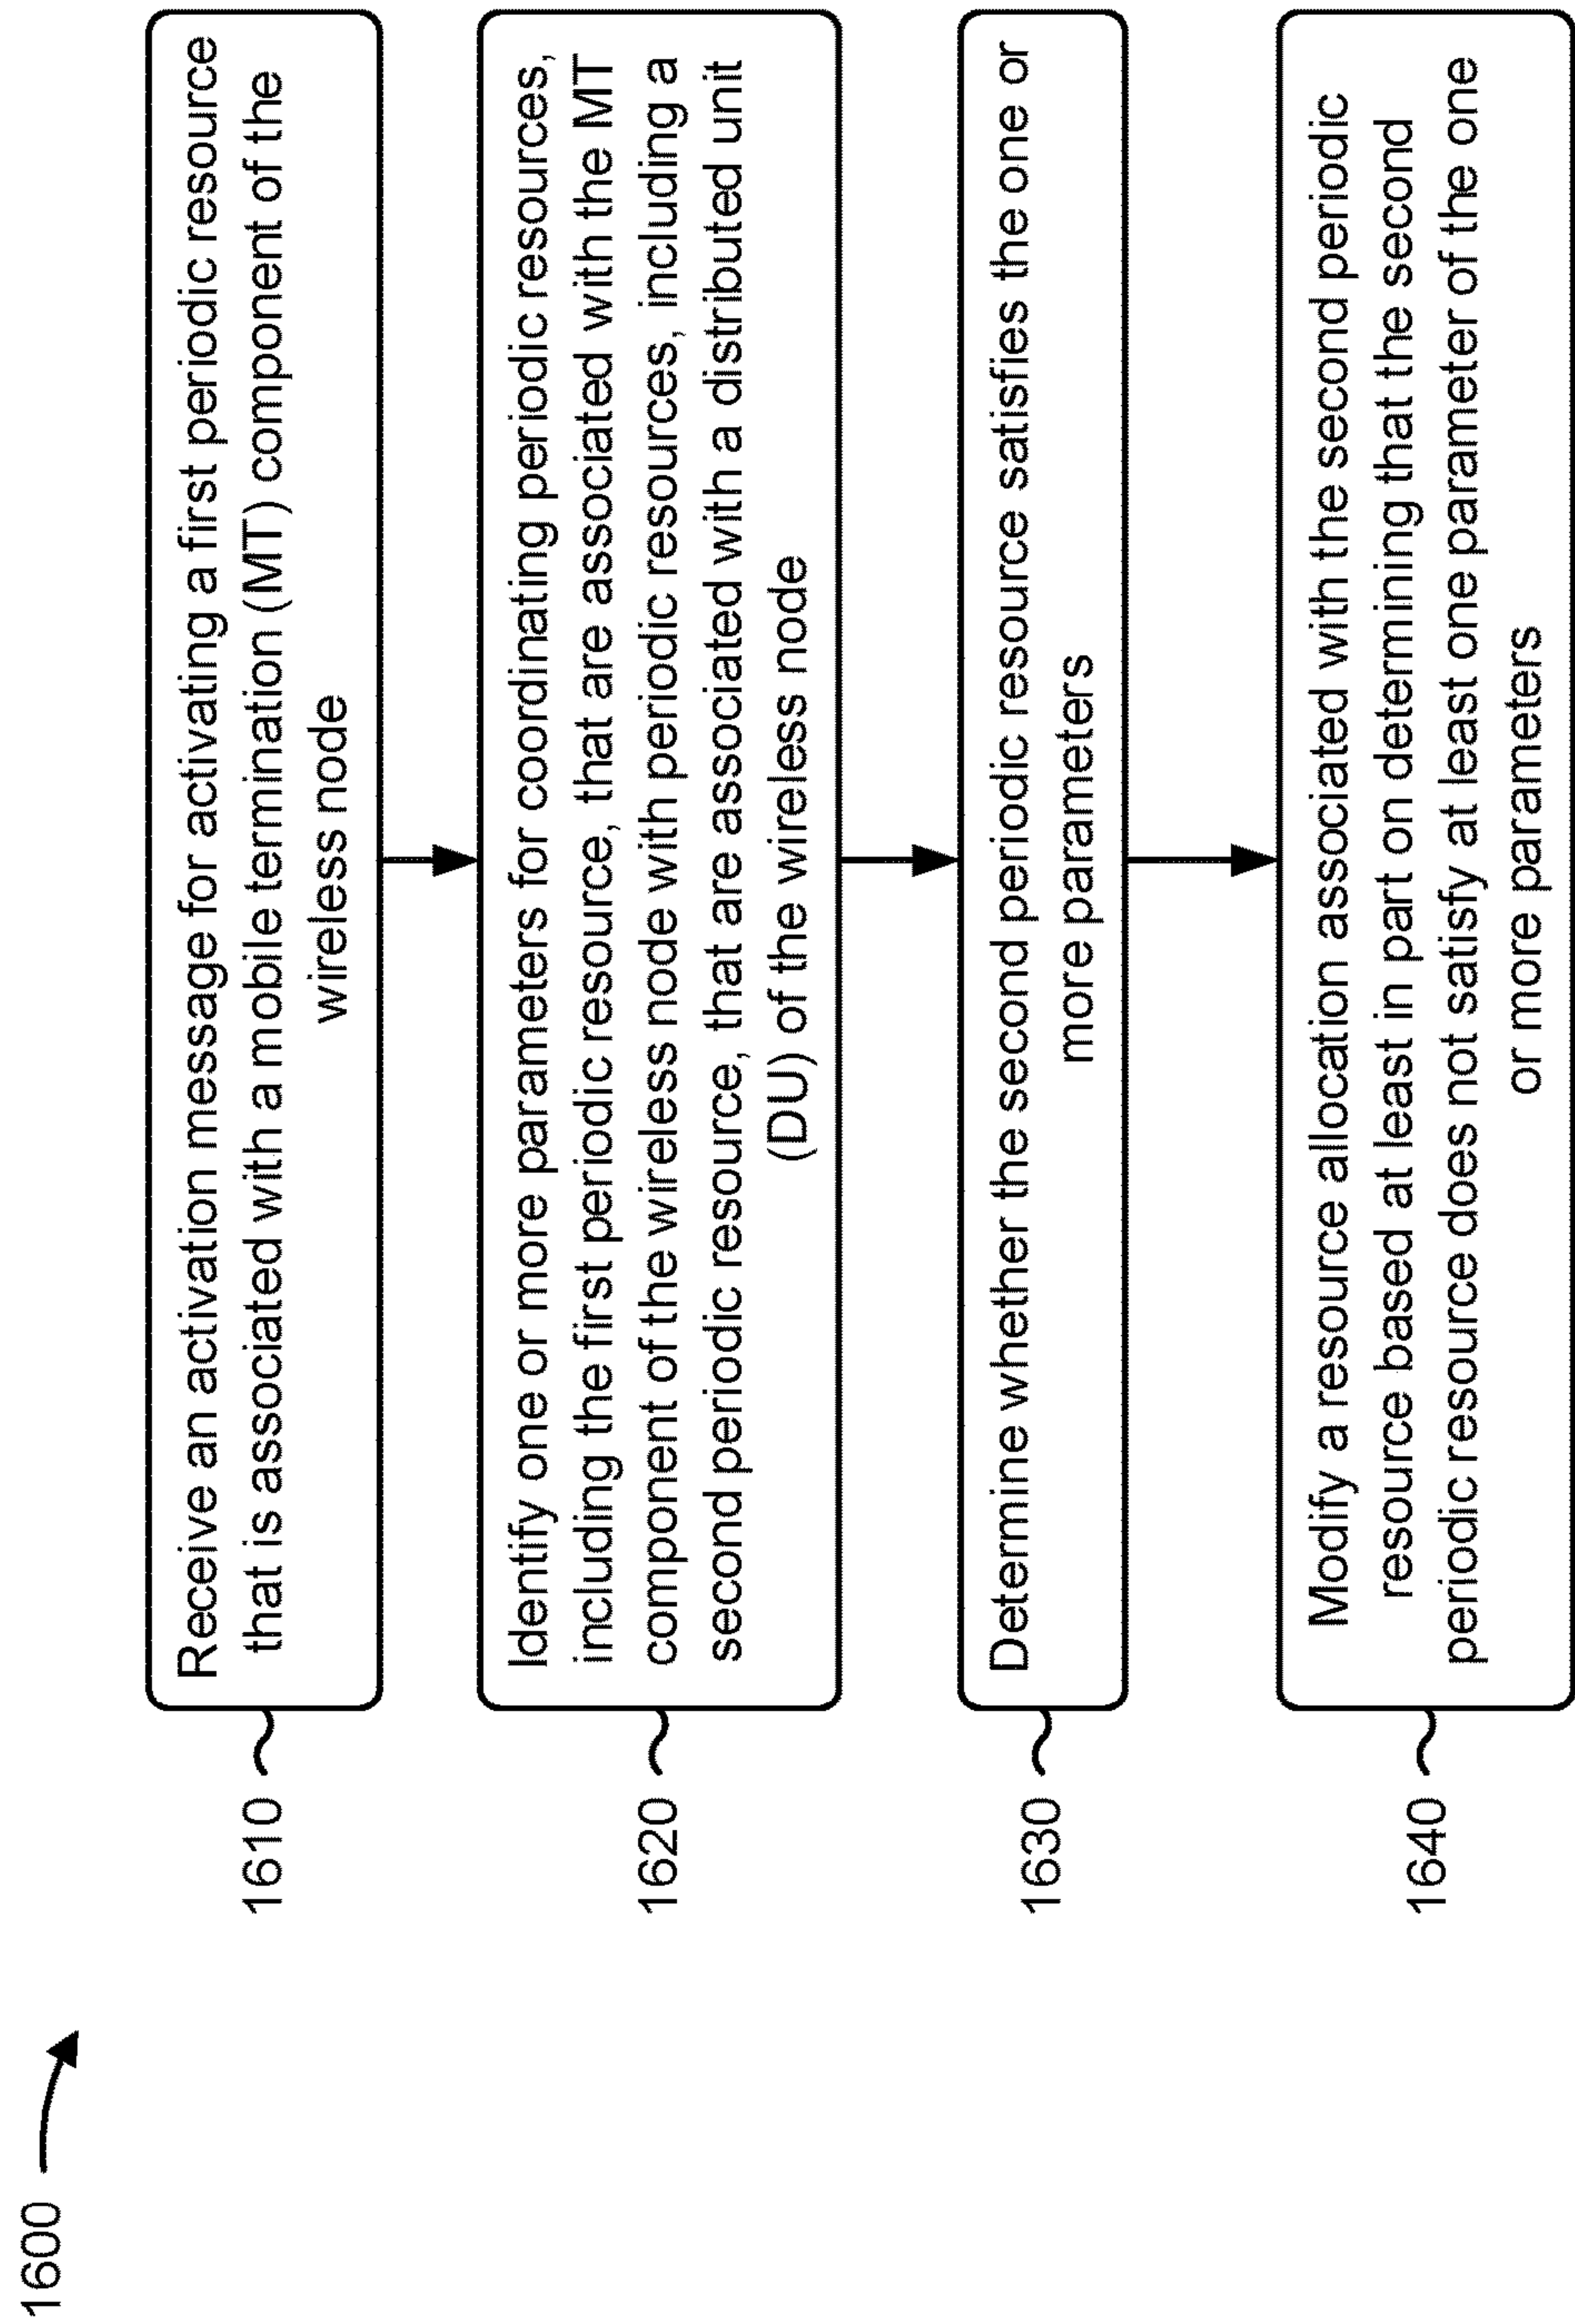 1600
1610
Receive an activation message for activating a first periodic resource
that is associated with a mobile termination (MT) component of the
wireless node
1620
Identify one or more parameters for coordinating periodic resources,
including the first periodic resource, that are associated with the MT
component of the wireless node with periodic resources, including a
second periodic resource, that are associated with a distributed unit
(DU) of the wireless node
1630
Determine whether the second periodic resource satisfies the one or
more parameters
1640
Modify a resource allocation associated with the second periodic
resource based at least in part on determining that the second
periodic resource does not satisfy at least one parameter of the one
or more parameters